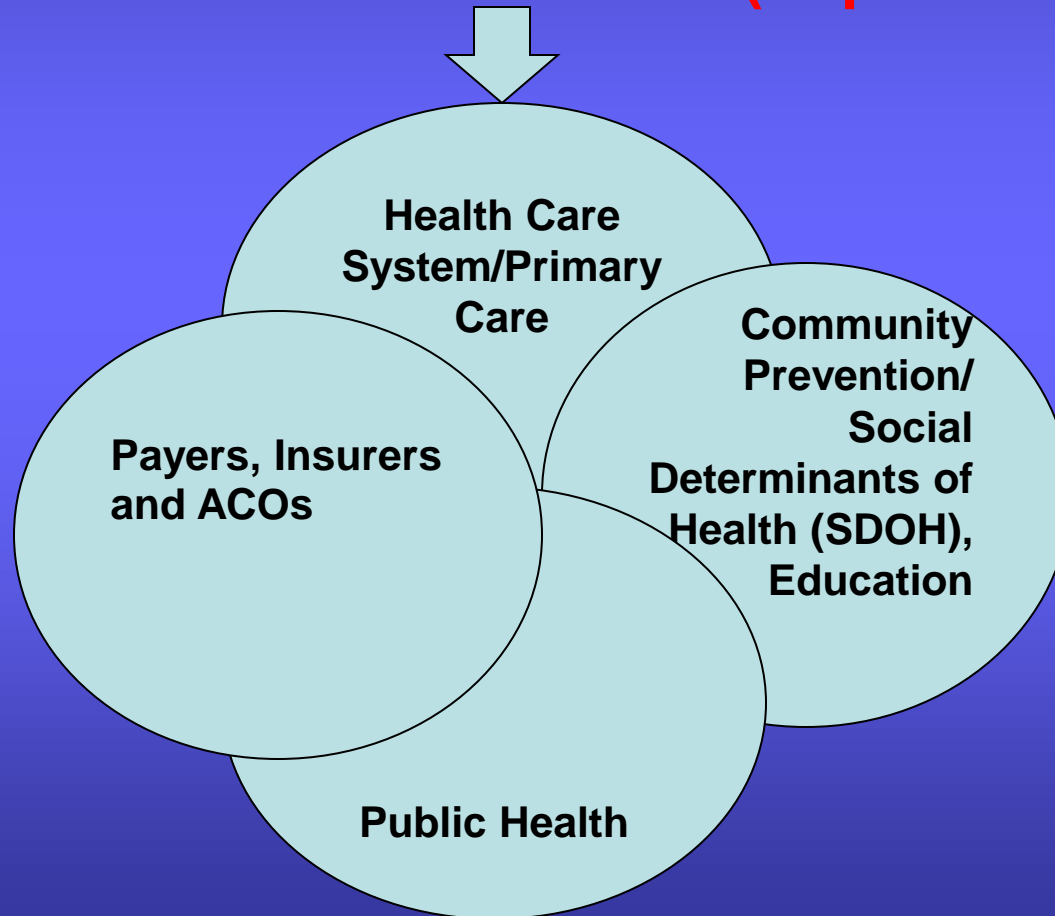 Health Care
System/Primary
Care
Community
Prevention/
Social
Determinants of
Health (SDOH),
Education
Payers, Insurers
and ACOs
Public Health